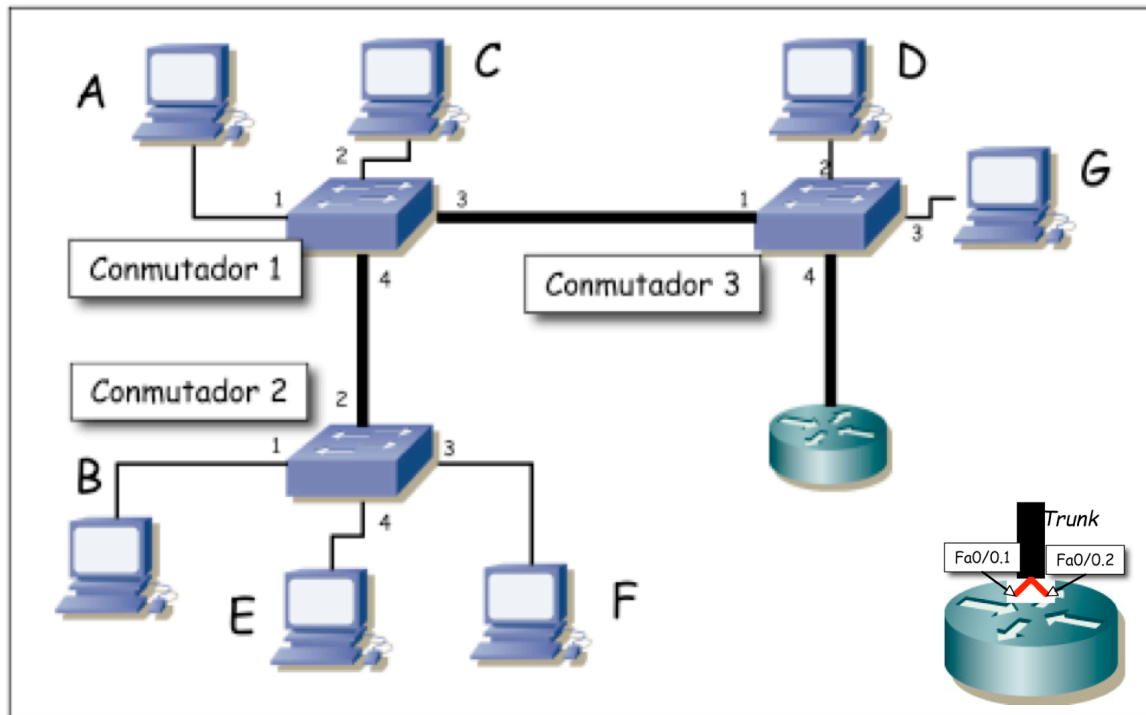 A
C
D
G
2
2
1
3
1
3
Conmutador 1
4
Conmutador 3
4
Conmutador 2
2
1
3
B
4
E
F
Trunk
Fa0/0.1
Fa0/0.2